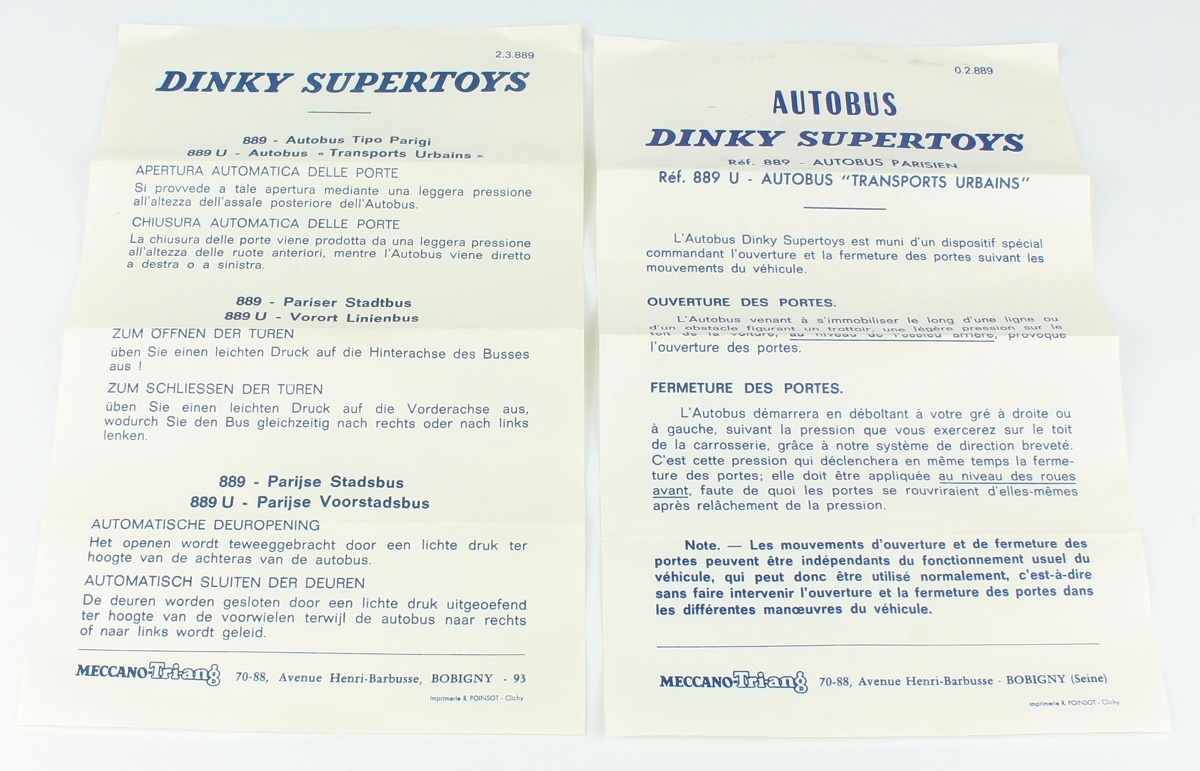 2.3.889
DINKY SUPERTOYS
889 - Autobus Tipo Parigi
889 U - Autobus « Transports Urbains »
APERTURA AUTOMATICA DELLE PORTE
Si provvede a tale apertura mediante una leggera pressione
all'altezza dell'assale posteriore dell'Autobus.
CHIUSURA AUTOMATICA DELLE PORTE
La chiusura delle porte viene prodotta da una leggera pressione
all'altezza delle ruote anteriori, mentre l'Autobus viene diretto
a destra o a sinistra.
889 - Pariser Stadtbus
889 U - Vorort Linienbus
ZUM ÖFFNEN DER TÜREN
üben Sie einen leichten Druck auf die Hinterachse des Busses
aus !
ZUM SCHLIESSEN DER TÜREN
üben Sie einen leichten Druck auf die Vorderachse aus,
wodurch Sie den Bus gleichzeitig nach rechts oder nach links
lenken.
889 - Parijse Stadsbus
889 U - Parijse Voorstadsbus
AUTOMATISCHE DEUROPENING
Het openen wordt teweeggebracht door een lichte druk ter
hoogte van de achteras van de autobus.
AUTOMATISCH SLUITEN DER DEUREN
De deuren worden gesloten door een lichte druk uitgeoefend
ter hoogte van de voorwielen terwijl de autobus naar rechts
of naar links wordt geleid.
MECCANO-Triang 70-88, Avenue Henri-Barbusse, BOBIGNY - 93
Imprimerie R. POINSOT - Clichy
0.2.889
AUTOBUS
DINKY SUPERTOYS
Réf. 889 - AUTOBUS PARISIEN
Réf. 889 U - AUTOBUS "TRANSPORTS URBAINS"
L'Autobus Dinky Supertoys est muni d'un dispositif spécial
commandant l'ouverture et la fermeture des portes suivant les
mouvements du véhicule.
OUVERTURE DES PORTES.
L'Autobus venant à s'immobiliser le long d'une ligne ou
d'un obstacle figurant un trottoir, une légère pression sur le
toit de la voiture, au niveau de l'essieu arrière, provoque
l'ouverture des portes.
FERMETURE DES PORTES.
L'Autobus démarrera en déboîtant à votre gré à droite ou
à gauche, suivant la pression que vous exercerez sur le toit
de la carrosserie, grâce à notre système de direction breveté.
C'est cette pression qui déclenchera en même temps la ferme-
ture des portes; elle doit être appliquée au niveau des roues
avant, faute de quoi les portes se rouvriraient d'elles-mêmes
après relâchement de la pression.
Note. — Les mouvements d'ouverture et de fermeture des
portes peuvent être indépendants du fonctionnement usuel du
véhicule, qui peut donc être utilisé normalement, c'est-à-dire
sans faire intervenir l'ouverture et la fermeture des portes dans
les différentes manœuvres du véhicule.
MECCANO-Triang 70-88, Avenue Henri-Barbusse - BOBIGNY (Seine)
Imprimerie R. POINSOT - Clichy